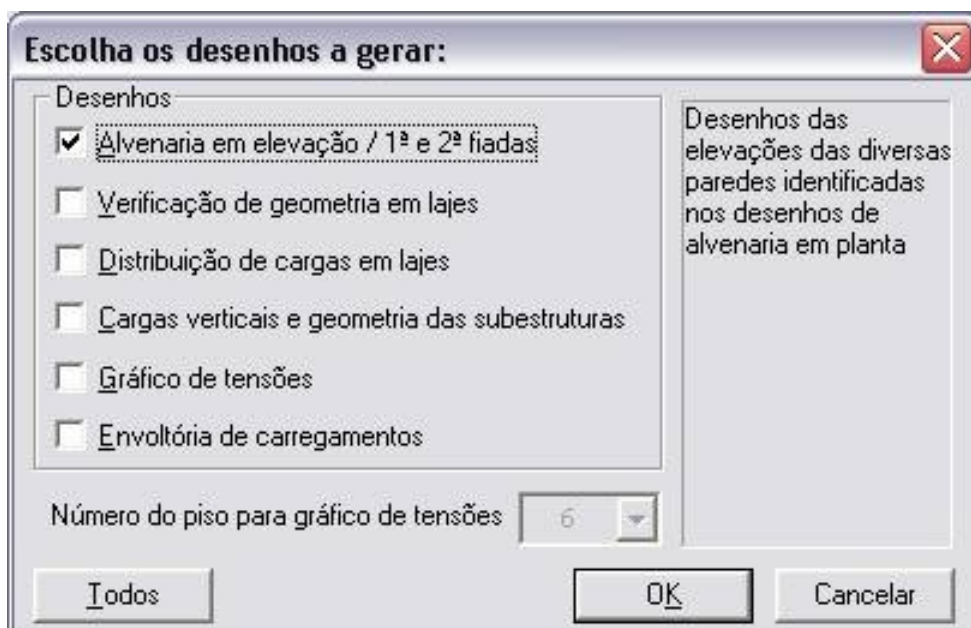 Escolha os desenhos a gerar:
Desenhos
Alvenaria em elevação / 1ª e 2ª fiadas
Verificação de geometria em lajes
Distribuição de cargas em lajes
Cargas verticais e geometria das subestruturas
Gráfico de tensões
Envoltória de carregamentos
Desenhos das
elevações das diversas
paredes identificadas
nos desenhos de
alvenaria em planta
Número do piso para gráfico de tensões
6
Todos
OK
Cancelar